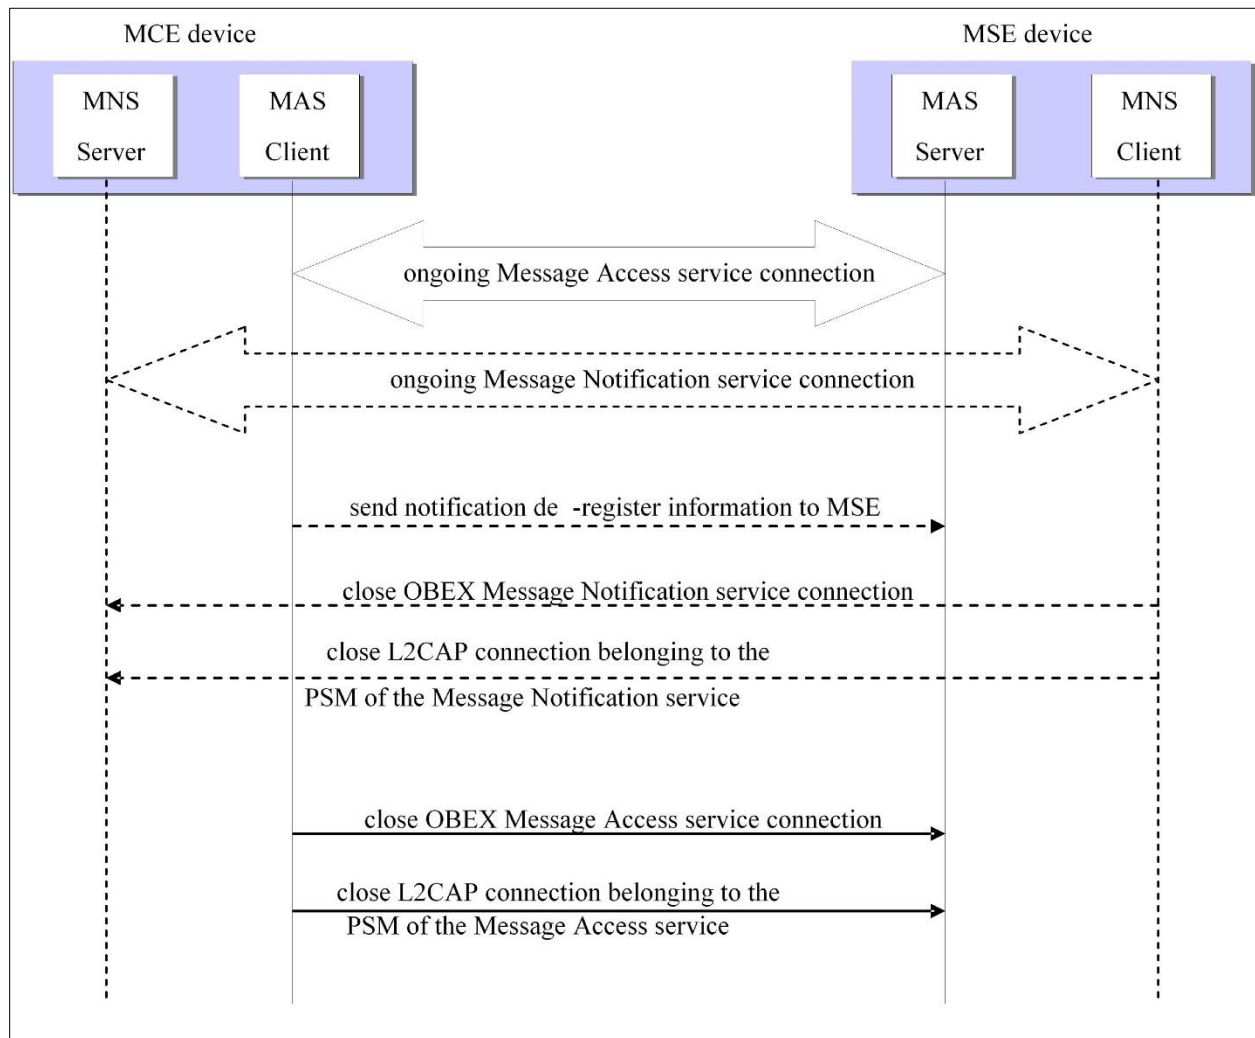 MCE device
MSE device
MNS
Server
MAS
Client
MAS
Server
MNS
Client
ongoing Message Access service connection
ongoing Message Notification service connection
send notification de -register information to MSE
close OBEX Message Notification service connection
close L2CAP connection belonging to the
PSM of the Message Notification service
close OBEX Message Access service connection
close L2CAP connection belonging to the
PSM of the Message Access service